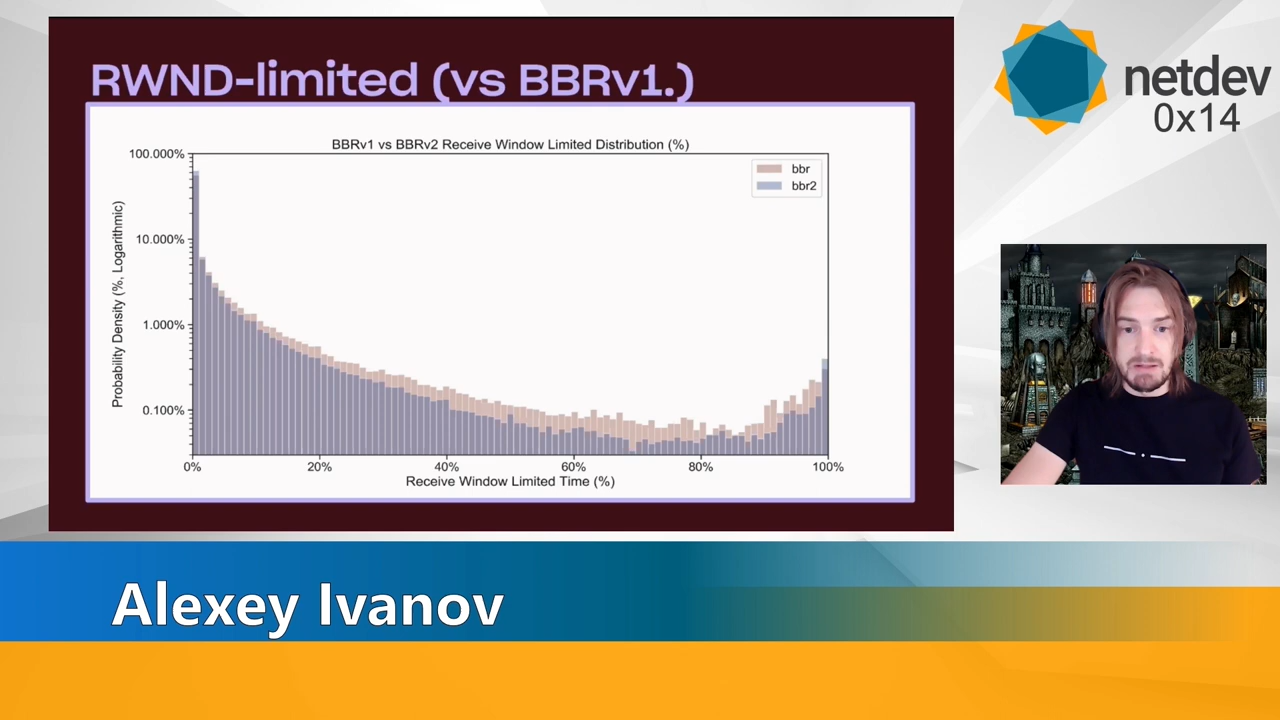 RWND-limited (vs BBRv1.)
BBRv1 vs BBRv2 Receive Window Limited Distribution (%)
100.000%
10.000%
1.000%
0.100%
Probability Density (%, Logarithmic)
bbr
bbr2
0%
20%
40%
60%
80%
100%
Receive Window Limited Time (%)
netdev
0x14
Alexey Ivanov